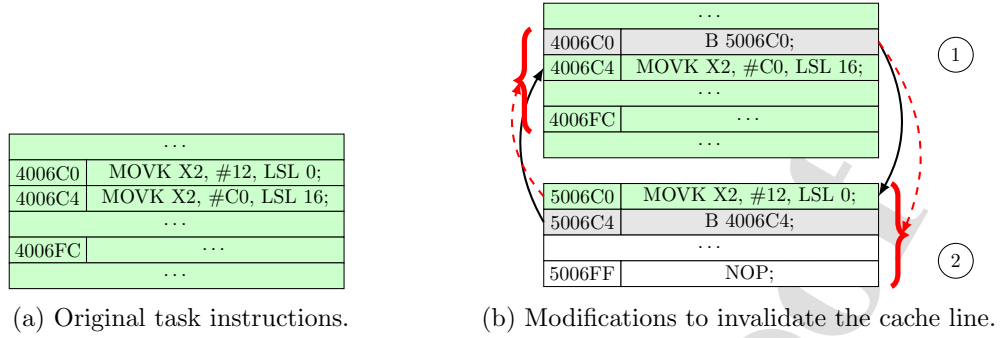 · · ·
4006C0 MOVK X2, #12, LSL 0;
4006C4 MOVK X2, #C0, LSL 16;
· · ·
4006FC · · ·
· · ·
(a) Original task instructions.
· · ·
4006C0 B 5006C0;
4006C4 MOVK X2, #C0, LSL 16;
· · ·
4006FC · · ·
· · ·
1
5006C0 MOVK X2, #12, LSL 0;
5006C4 B 4006C4;
· · ·
5006FF NOP;
2
(b) Modifications to invalidate the cache line.